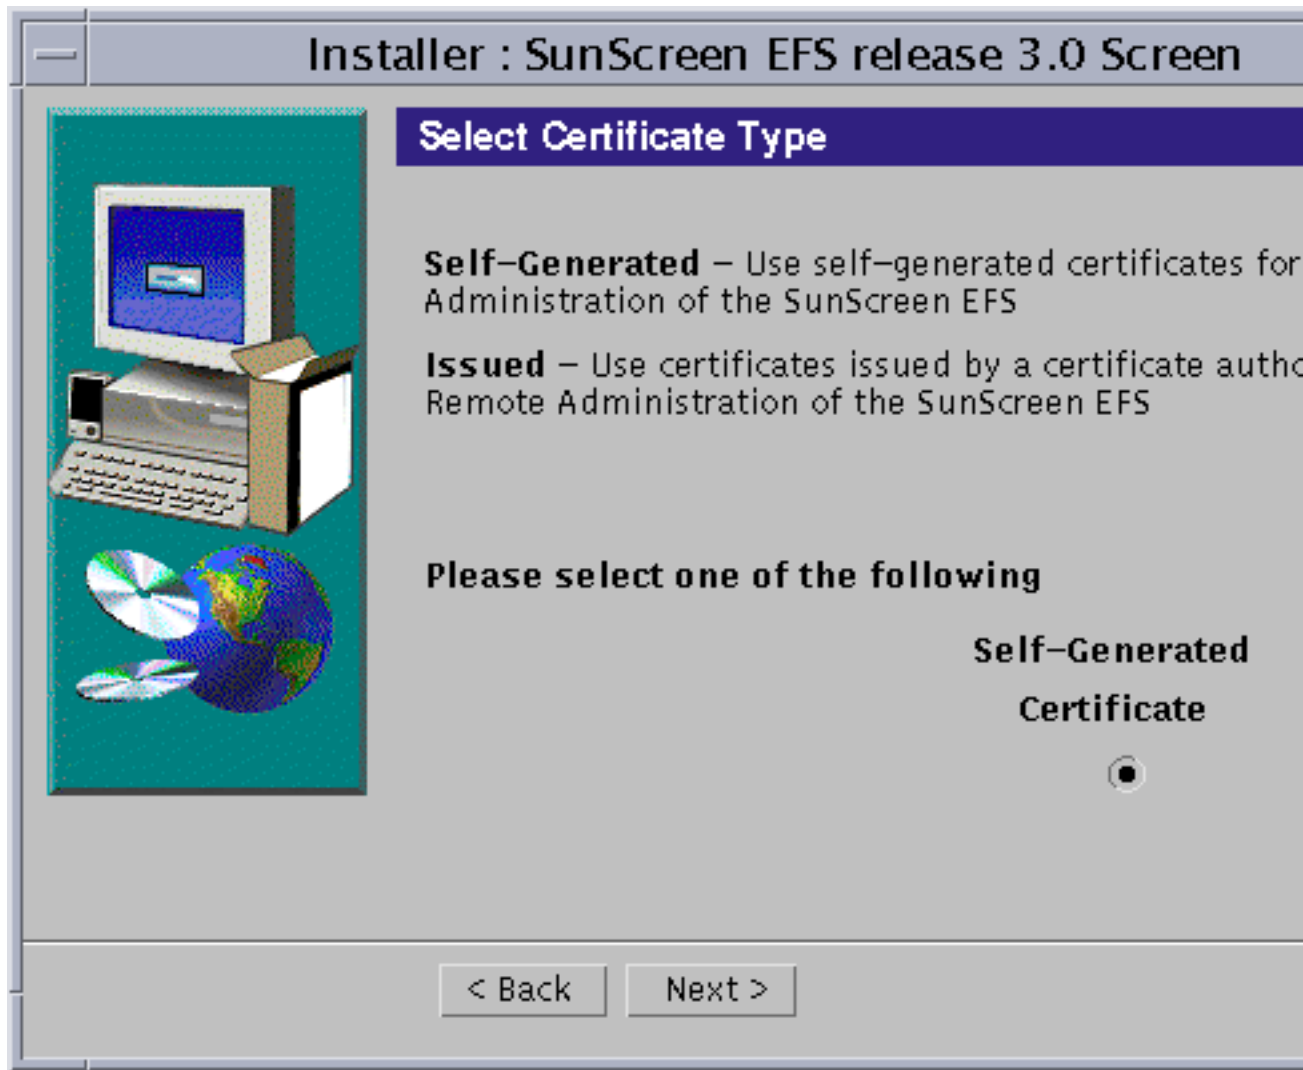 Installer : SunScreen EFS release 3.0 Screen
Select Certificate Type
Self-Generated – Use self-generated certificates for
Administration of the SunScreen EFS
Issued – Use certificates issued by a certificate
Remote Administration of the SunScreen EFS
Please select one of the following
Self-Generated
Certificate
< Back
Next >